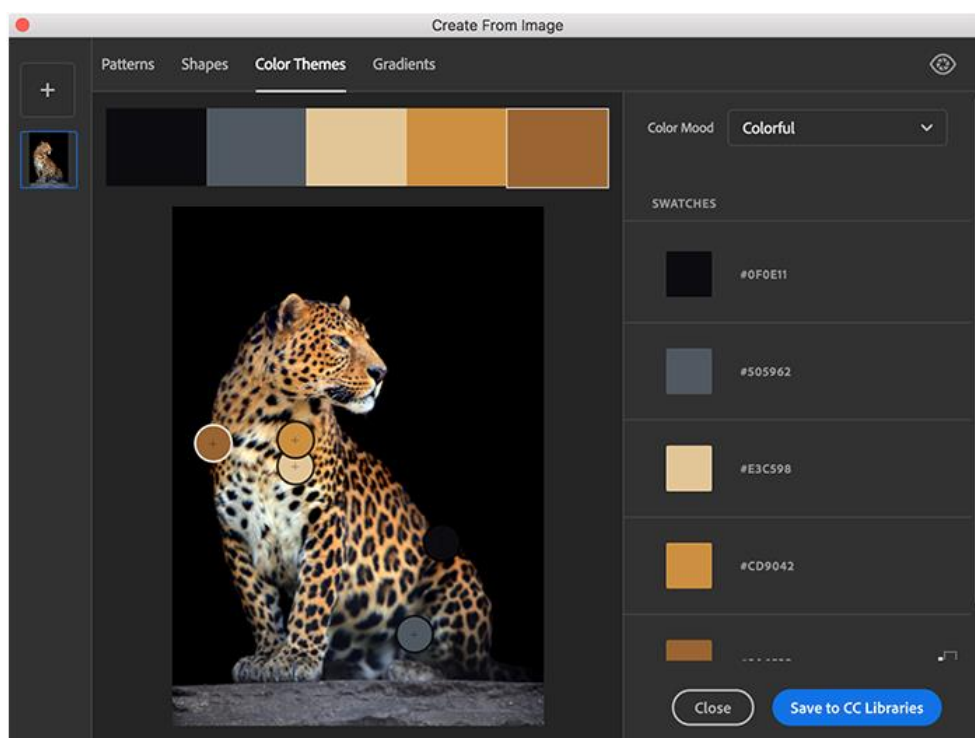 Create From Image
Patterns Shapes Color Themes Gradients
Color Mood Colorful
SWATCHES
#0F0E11
#505962
#E3C598
#CD9042
Close Save to CC Libraries